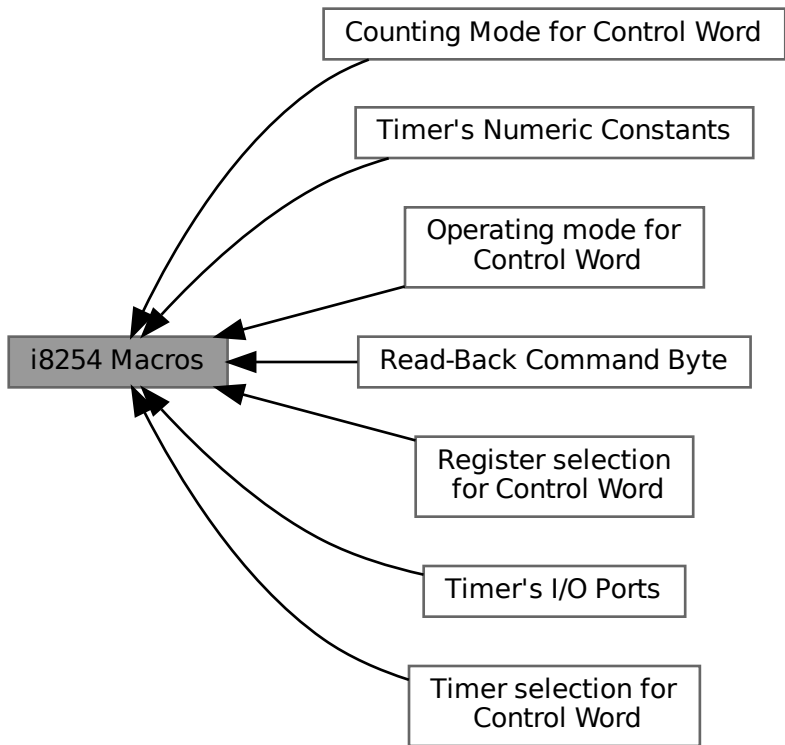 Counting Mode for Control Word
Timer's Numeric Constants
Operating mode for
Control Word
i8254 Macros
Read-Back Command Byte
Register selection
for Control Word
Timer's I/O Ports
Timer selection for
Control Word